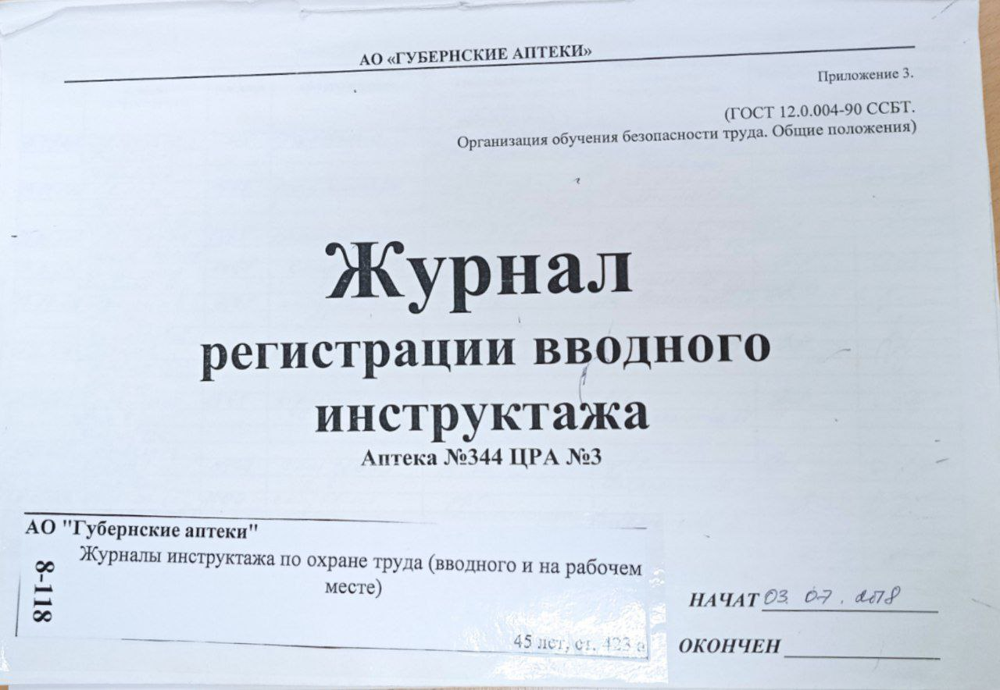 АО «ГУБЕРНСКИЕ АПТЕКИ»
Приложение 3.
(ГОСТ 12.0.004-90 ССБТ.
Организация обучения безопасности труда. Общие положения)
Журнал
регистрации вводного
инструктажа
Аптека №344 ЦРА №3
АО "Губернские аптеки"
8-118
Журналы инструктажа по охране труда (вводного и на рабочем
месте)
45 лет, ст. 423 а
НАЧАТ 03. 07. 2018
ОКОНЧЕН